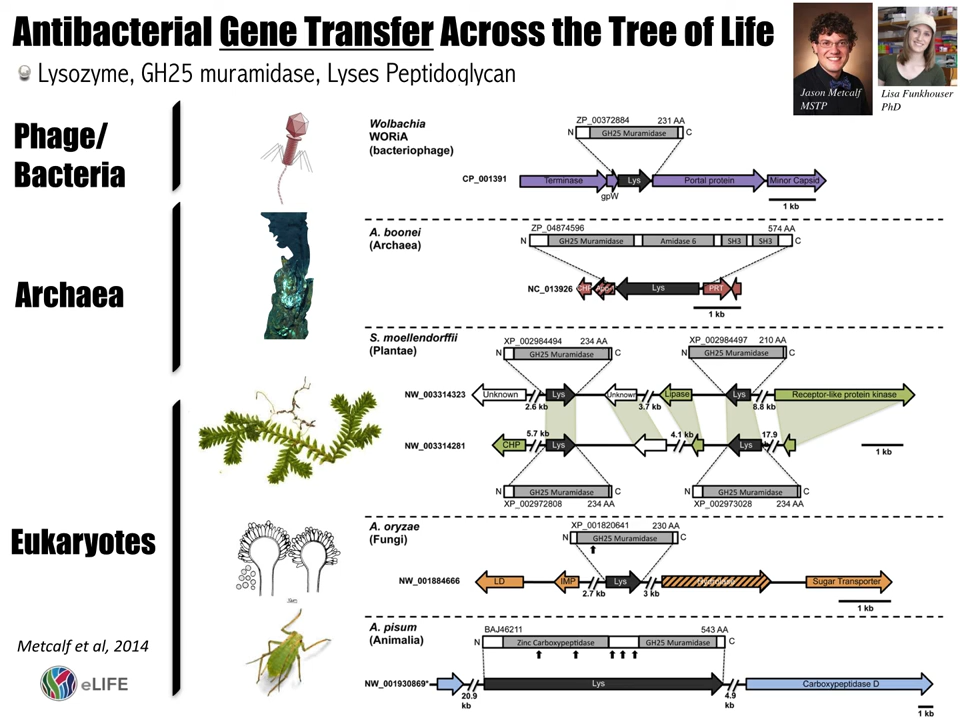 Antibacterial Gene Transfer Across the Tree of Life
Lysozyme, GH25 muramidase, Lyses Peptidoglycan
Jason Metcalf
MSTP
Lisa Funkhouser
PhD
Phage/
Bacteria
Wolbachia
WORiA
(bacteriophage)
ZP_00372884 231 AA
N GH25 Muramidase C
CP_001391 Terminase Lys Portal protein Minor Capsid
gpW
1 kb
Archaea
A. boonei
(Archaea)
ZP_04874596 574 AA
N GH25 Muramidase Amidase 6 SH3 SH3 C
NC_013926 CHP Lys PRT
1 kb
Eukaryotes
S. moellendorffii
(Plantae)
XP_002984494 234 AA XP_002984497 210 AA
N GH25 Muramidase C N GH25 Muramidase C
NW_003314323 Unknown Lys Unknown Lipase Lys Receptor-like protein kinase
2.6 kb 3.7 kb 8.8 kb
5.7 kb 4.1 kb 17.9
NW_003314281 CHP Lys Lys
1 kb
N GH25 Muramidase C N GH25 Muramidase C
XP_002972808 234 AA XP_002973028 234 AA
A. oryzae
(Fungi)
XP_001820641 230 AA
N GH25 Muramidase C
NW_001884666 LD IMP Lys Sugar Transporter
2.7 kb 3 kb
1 kb
A. pisum
(Animalia)
BAJ46211 543 AA
N Zinc Carboxypeptidase GH25 Muramidase C
NW_001930869* Lys Carboxypeptidase D
20.9
kb
4.9
kb
1 kb
Metcalf et al, 2014
eLIFE